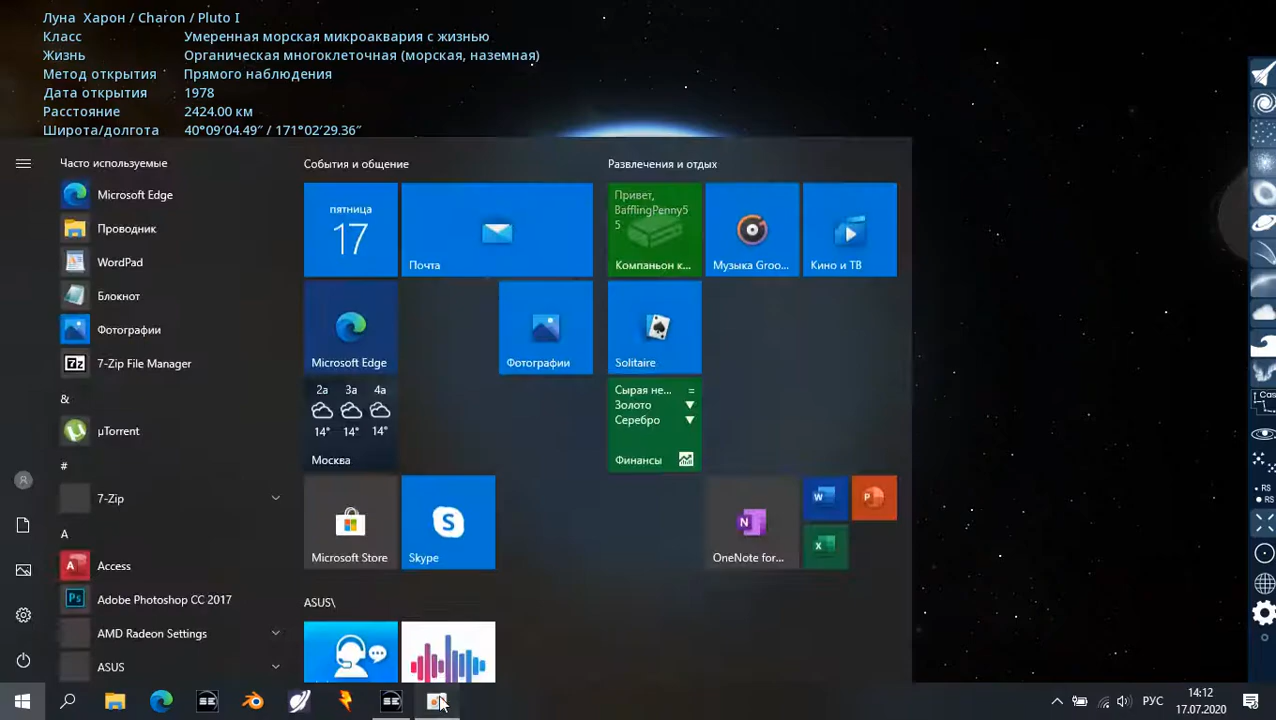 Луна Харон / Charon / Pluto I
Класс Умеренная морская микроаквария с жизнью
Жизнь Органическая многоклеточная (морская, наземная)
Метод открытия Прямого наблюдения
Дата открытия 1978
Расстояние 2424.00 км
Широта/долгота 40°09′04.49″ / 171°02′29.36″
Часто используемые
Microsoft Edge
Проводник
WordPad
Блокнот
Фотографии
7z
7-Zip File Manager
&
µTorrent
#
7-Zip
A
Access
Ps
Adobe Photoshop CC 2017
AMD Radeon Settings
ASUS
События и общение
пятница
17
Почта
Microsoft Edge
Фотографии
2a 3a 4a
14° 14° 14°
Москва
Microsoft Store
Skype
ASUS\
Развлечения и отдых
Привет,
BafflingPenny5
5
Компаньон к...
Музыка Groo...
Кино и ТВ
Solitaire
Сырая не... =
Золото ▼
Серебро ▼
Финансы
OneNote for...
RS
RS
РУС
14:12
17.07.2020